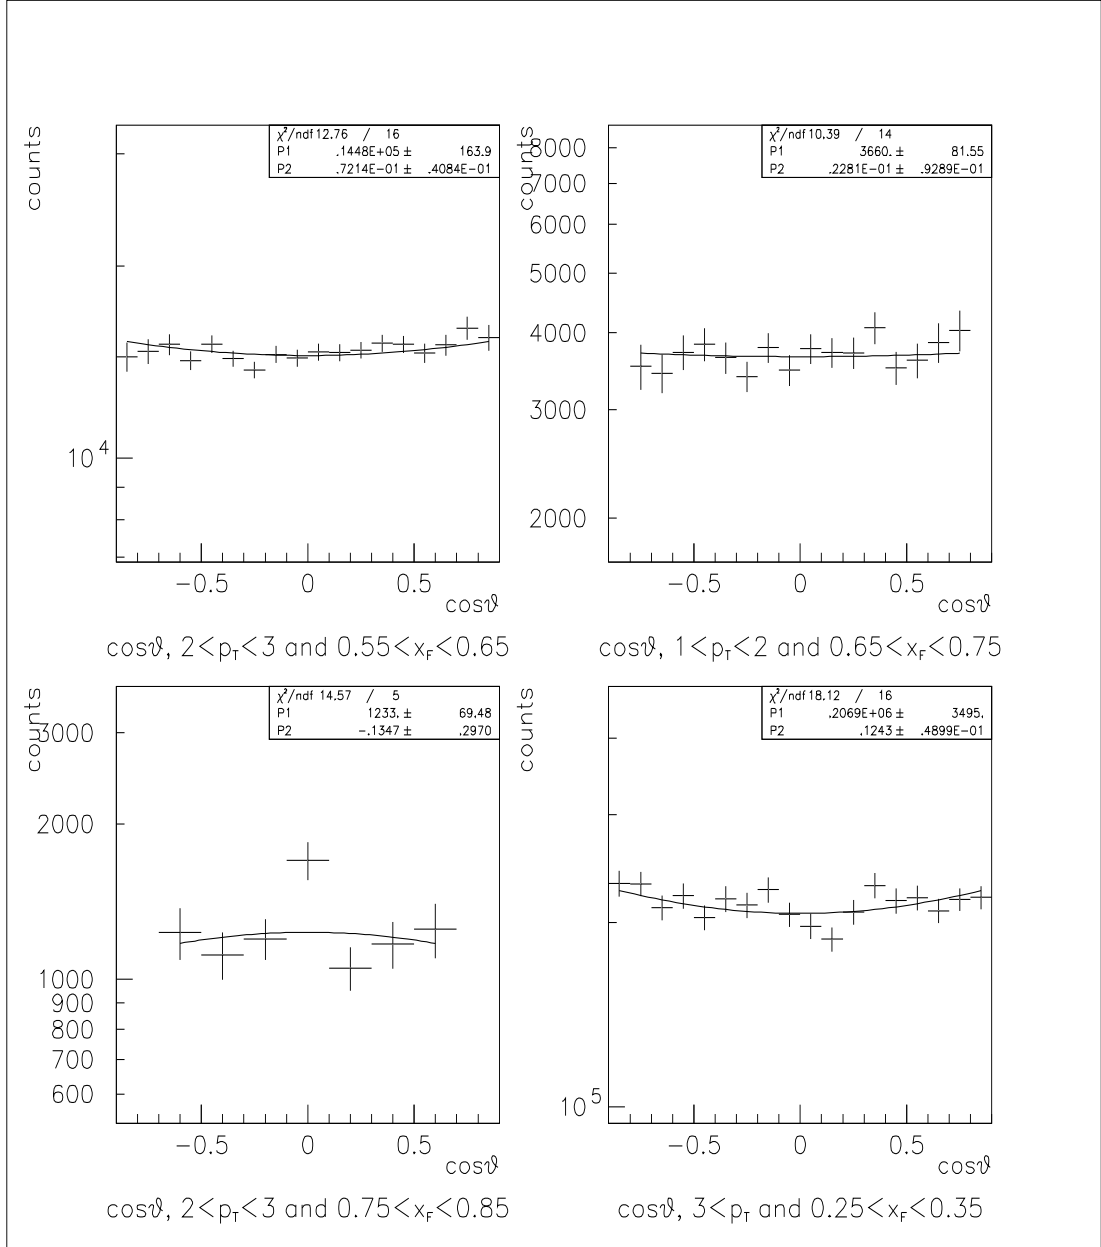 counts
χ²/ndf 12.76 / 16
P1 .1448E+05 ± 163.9
P2 .7214E-01 ± .4084E-01
10⁴
-0.5 0 0.5
cosϑ
cosϑ, 2<p_T<3 and 0.55<x_F<0.65
counts
χ²/ndf 10.39 / 14
P1 3660. ± 81.55
P2 .2281E-01 ± .9289E-01
8000
7000
6000
5000
4000
3000
2000
-0.5 0 0.5
cosϑ
cosϑ, 1<p_T<2 and 0.65<x_F<0.75
counts
χ²/ndf 14.57 / 5
P1 1233. ± 69.48
P2 -.1347 ± .2970
3000
2000
1000
900
800
700
600
-0.5 0 0.5
cosϑ
cosϑ, 2<p_T<3 and 0.75<x_F<0.85
counts
χ²/ndf 18.12 / 16
P1 .2069E+06 ± 3495.
P2 .1243 ± .4899E-01
10⁵
-0.5 0 0.5
cosϑ
cosϑ, 3<p_T and 0.25<x_F<0.35